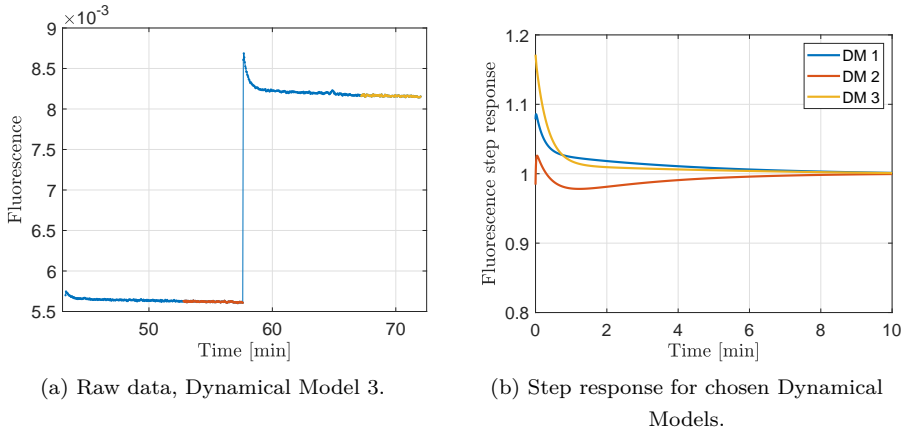 ×10⁻³
9
8.5
8
7.5
7
6.5
6
5.5
50
60
70
Fluorescence
Time [min]
(a) Raw data, Dynamical Model 3.
1.2
1.1
1
0.9
0.8
0
2
4
6
8
10
Fluorescence step response
Time [min]
DM 1
DM 2
DM 3
(b) Step response for chosen Dynamical
Models.